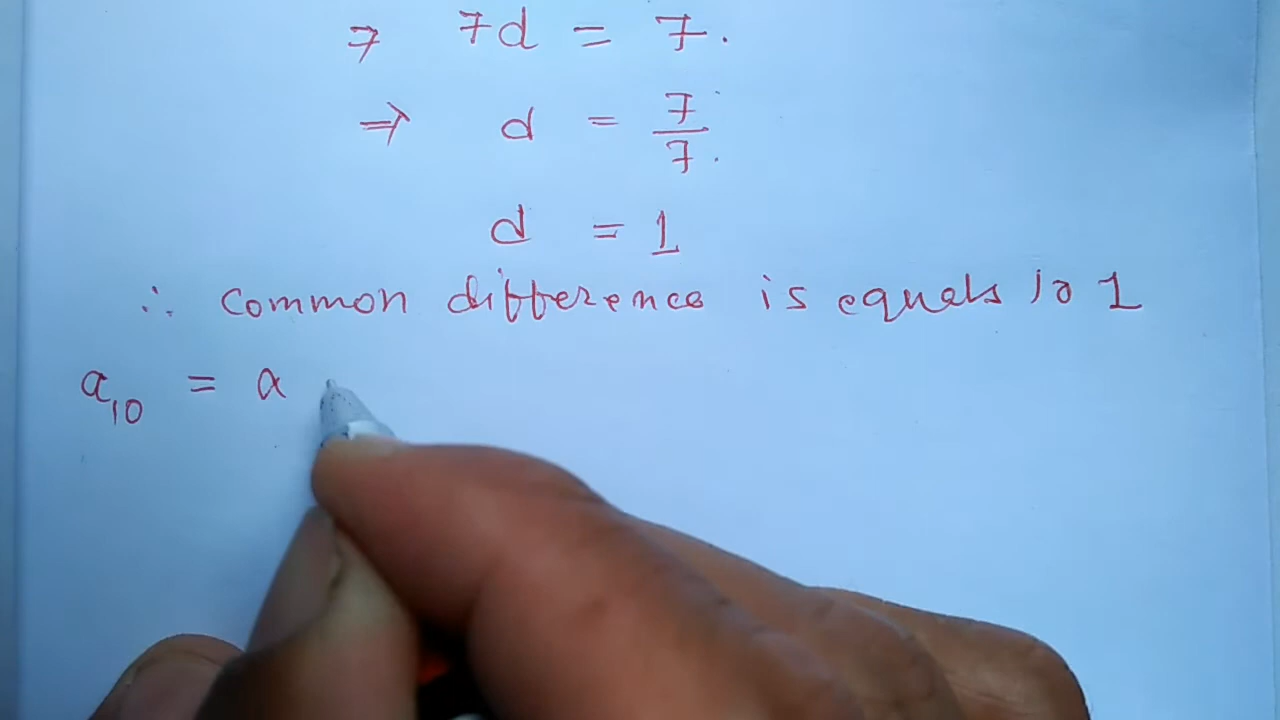 ⇒ 7d = 7.
⇒ d = 7/7.
d = 1
∴ common difference is equals to 1
a₁₀ = a